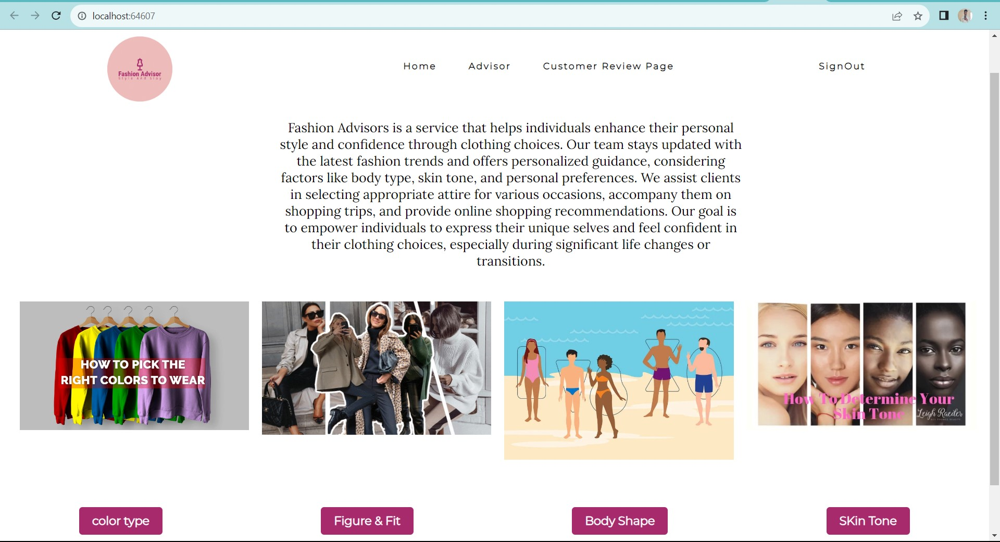 localhost:64607
Fashion Advisor
Style And Slay
Home
Advisor
Customer Review Page
SignOut
Fashion Advisors is a service that helps individuals enhance their personal
style and confidence through clothing choices. Our team stays updated with
the latest fashion trends and offers personalized guidance, considering
factors like body type, skin tone, and personal preferences. We assist clients
in selecting appropriate attire for various occasions, accompany them on
shopping trips, and provide online shopping recommendations. Our goal is
to empower individuals to express their unique selves and feel confident in
their clothing choices, especially during significant life changes or
transitions.
HOW TO PICK THE
RIGHT COLORS TO WEAR
How To Determine Your
Skin Tone
Leigh Raeder
ALL THINGS BEAUTY
color type
Figure & Fit
Body Shape
SKin Tone